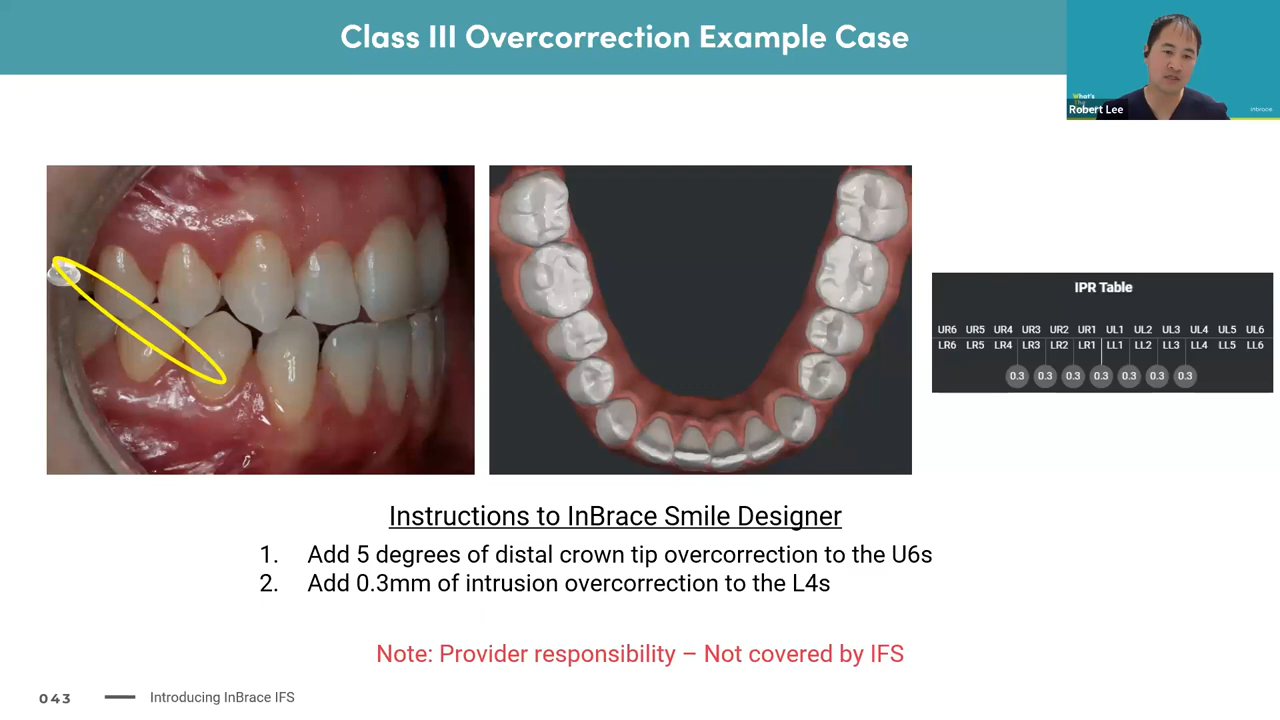 Class III Overcorrection Example Case
What's
The
Robert Lee
inbrace
IPR Table
UR6 UR5 UR4 UR3 UR2 UR1 UL1 UL2 UL3 UL4 UL5 UL6
LR6 LR5 LR4 LR3 LR2 LR1 LL1 LL2 LL3 LL4 LL5 LL6
0.3 0.3 0.3 0.3 0.3 0.3 0.3
Instructions to InBrace Smile Designer
1. Add 5 degrees of distal crown tip overcorrection to the U6s
2. Add 0.3mm of intrusion overcorrection to the L4s
Note: Provider responsibility – Not covered by IFS
043 Introducing InBrace IFS